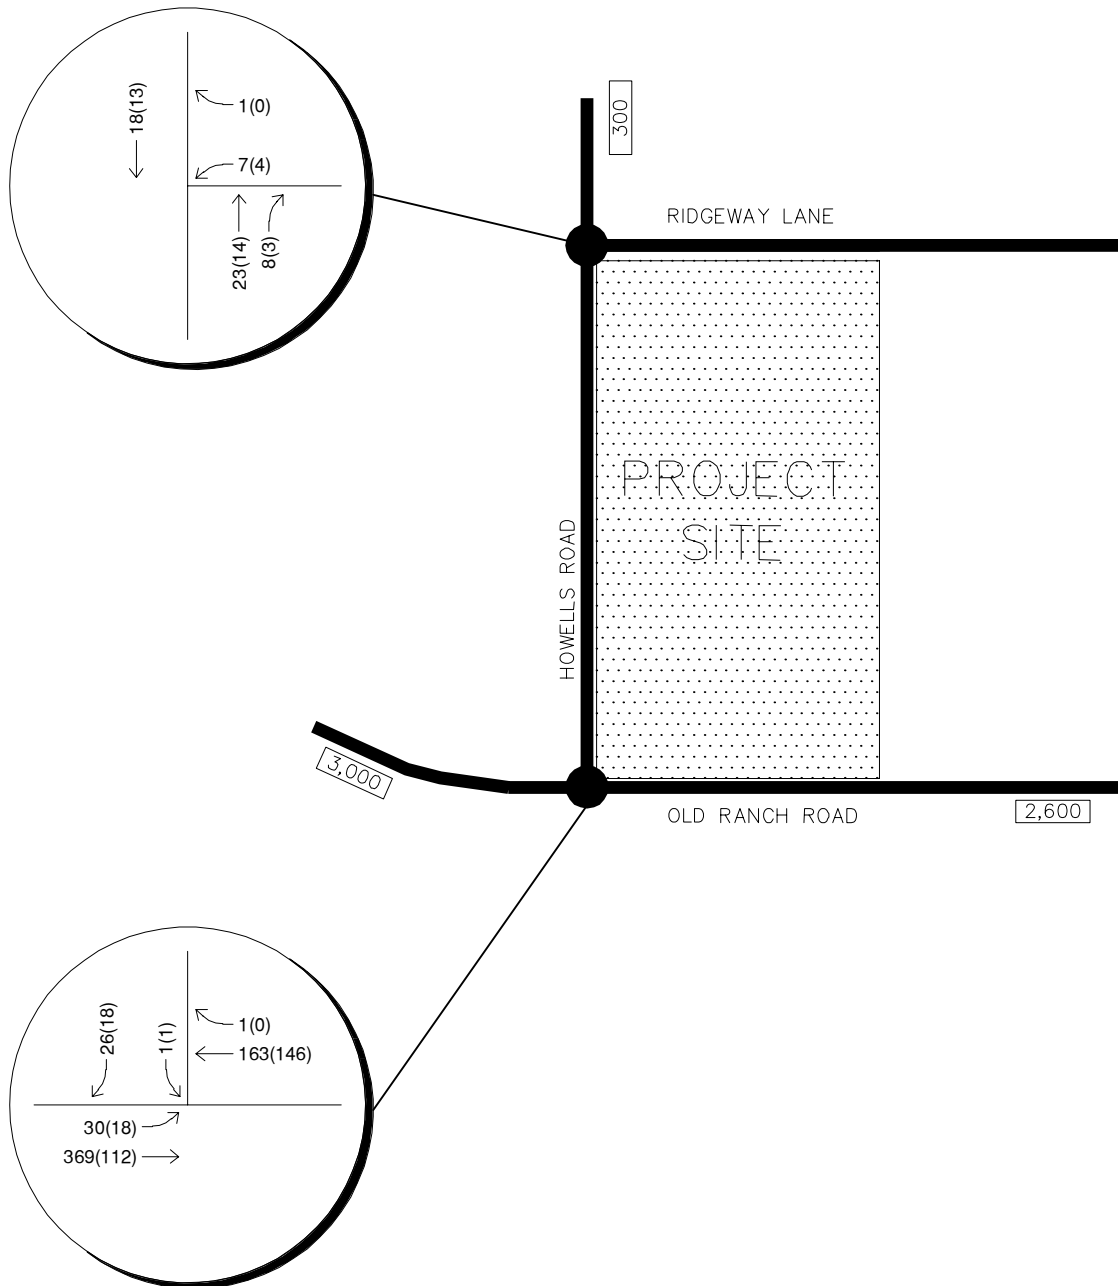 18(13)
1(0)
7(4)
23(14)
8(3)
300
RIDGEWAY LANE
PROJECT
SITE
HOWELLS ROAD
3,000
OLD RANCH ROAD
2,600
26(18)
1(1)
1(0)
163(146)
30(18)
369(112)